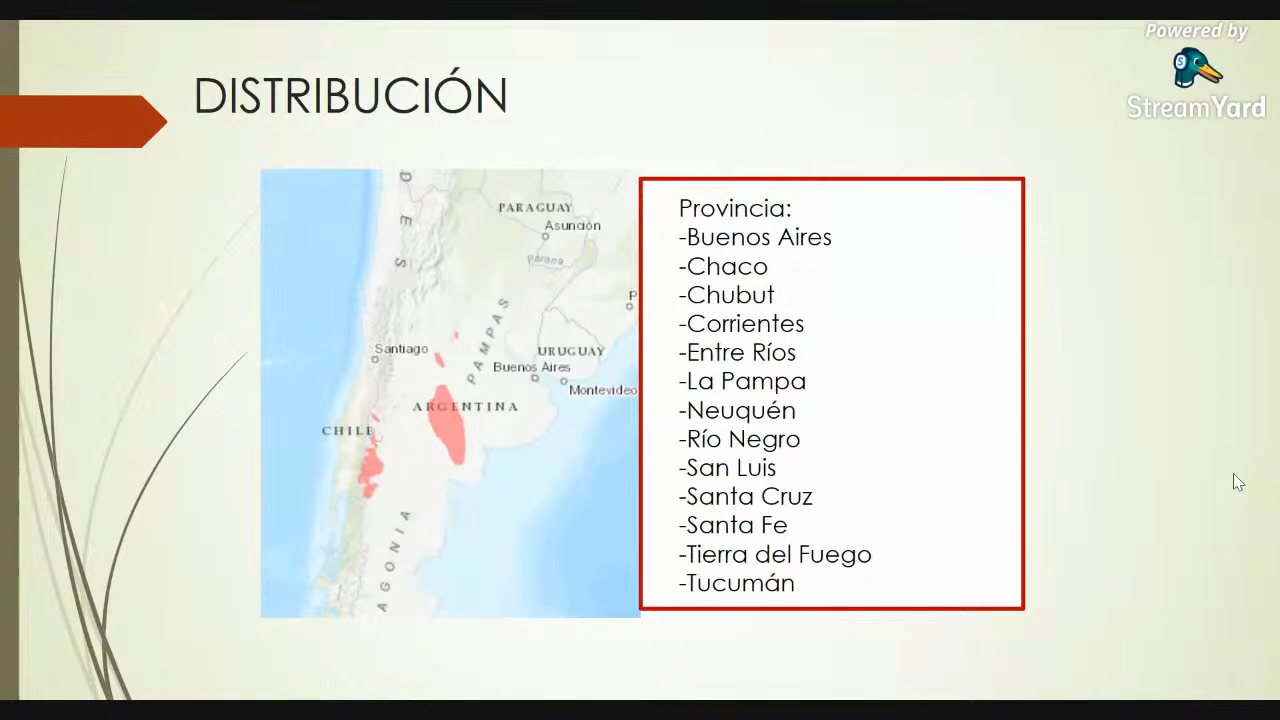 Powered by
StreamYard
DISTRIBUCIÓN
D
E
S
PARAGUAY
Asunción
Parana
P
PAMPAS
Santiago
URUGUAY
Buenos Aires
Montevideo
ARGENTINA
CHILE
AGONIA
Provincia:
-Buenos Aires
-Chaco
-Chubut
-Corrientes
-Entre Ríos
-La Pampa
-Neuquén
-Río Negro
-San Luis
-Santa Cruz
-Santa Fe
-Tierra del Fuego
-Tucumán